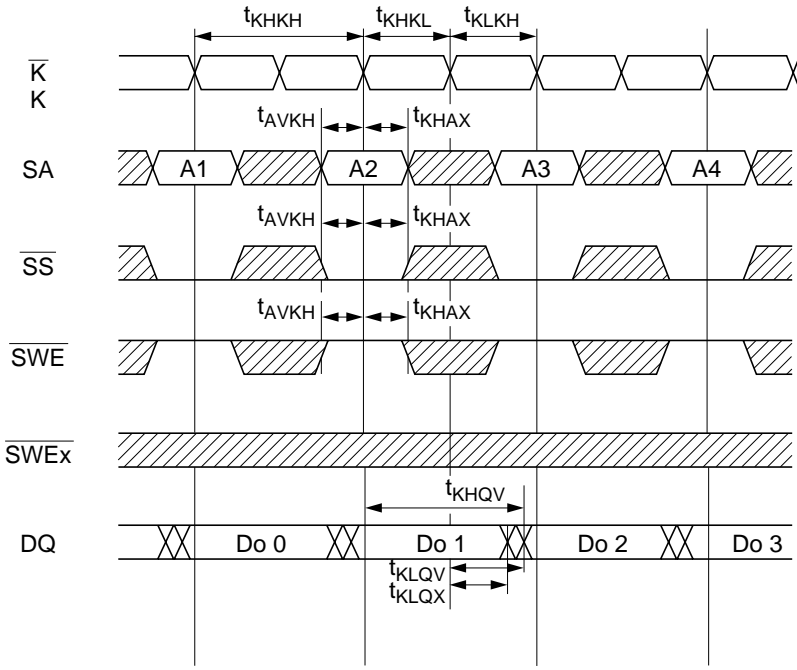 tKHKH tKHKL tKLKH
K
K
tAVKH tKHAX
SA A1 A2 A3 A4
tAVKH tKHAX
SS
tAVKH tKHAX
SWE
SWEx
tKHQV
DQ Do 0 Do 1 Do 2 Do 3
tKLQV
tKLQX